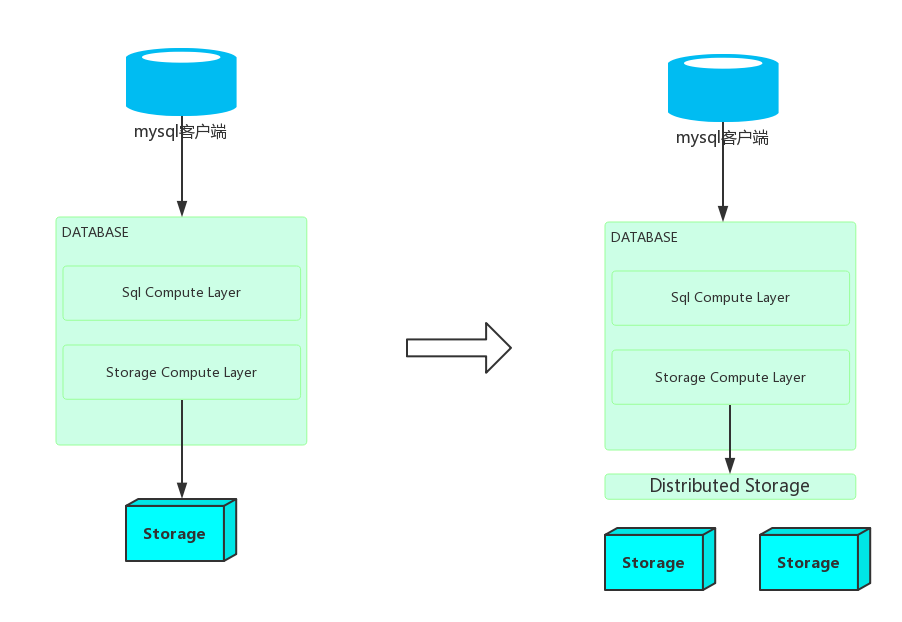 mysql客户端
DATABASE
Sql Compute Layer
Storage Compute Layer
Storage
mysql客户端
DATABASE
Sql Compute Layer
Storage Compute Layer
Distributed Storage
Storage
Storage